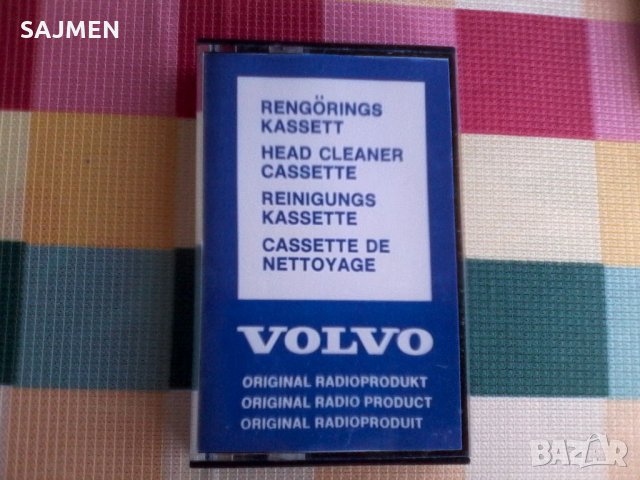 SAJMEN
RENGÖRINGS
KASSETT
HEAD CLEANER
CASSETTE
REINIGUNGS
KASSETTE
CASSETTE DE
NETTOYAGE
VOLVO
ORIGINAL RADIOPRODUKT
ORIGINAL RADIO PRODUCT
ORIGINAL RADIOPRODUIT
BAZAR